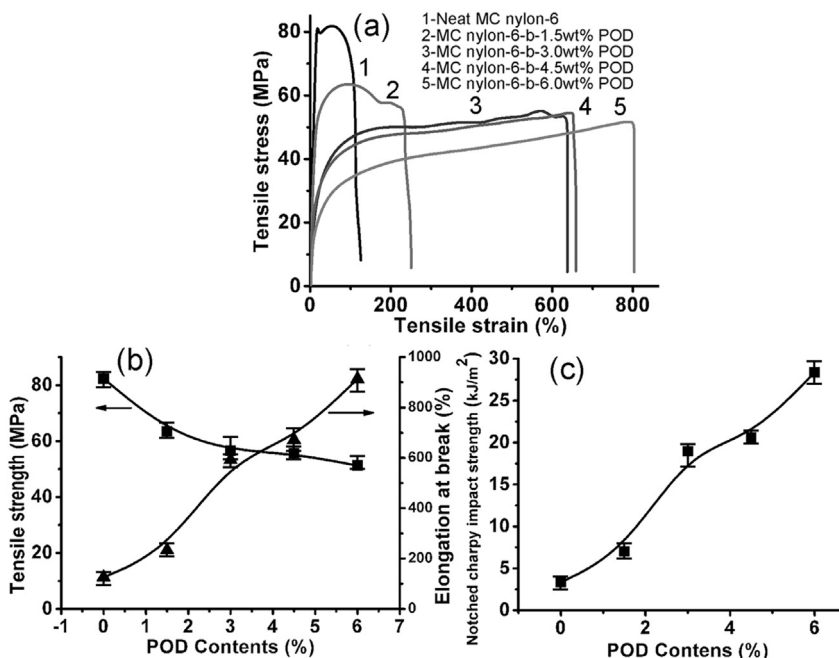 (a)
1-Neat MC nylon-6
2-MC nylon-6-b-1.5wt% POD
3-MC nylon-6-b-3.0wt% POD
4-MC nylon-6-b-4.5wt% POD
5-MC nylon-6-b-6.0wt% POD
Tensile stress (MPa)
80
60
40
20
0
1
2
3
4
5
0 200 400 600 800
Tensile strain (%)
(b)
Tensile strength (MPa)
80
60
40
20
0
1000
800
600
400
200
0
Elongation at break (%)
-1 0 1 2 3 4 5 6 7
POD Contents (%)
(c)
Notched charpy impact strength (kJ/m²)
30
25
20
15
10
5
0
0 2 4 6
POD Contens (%)